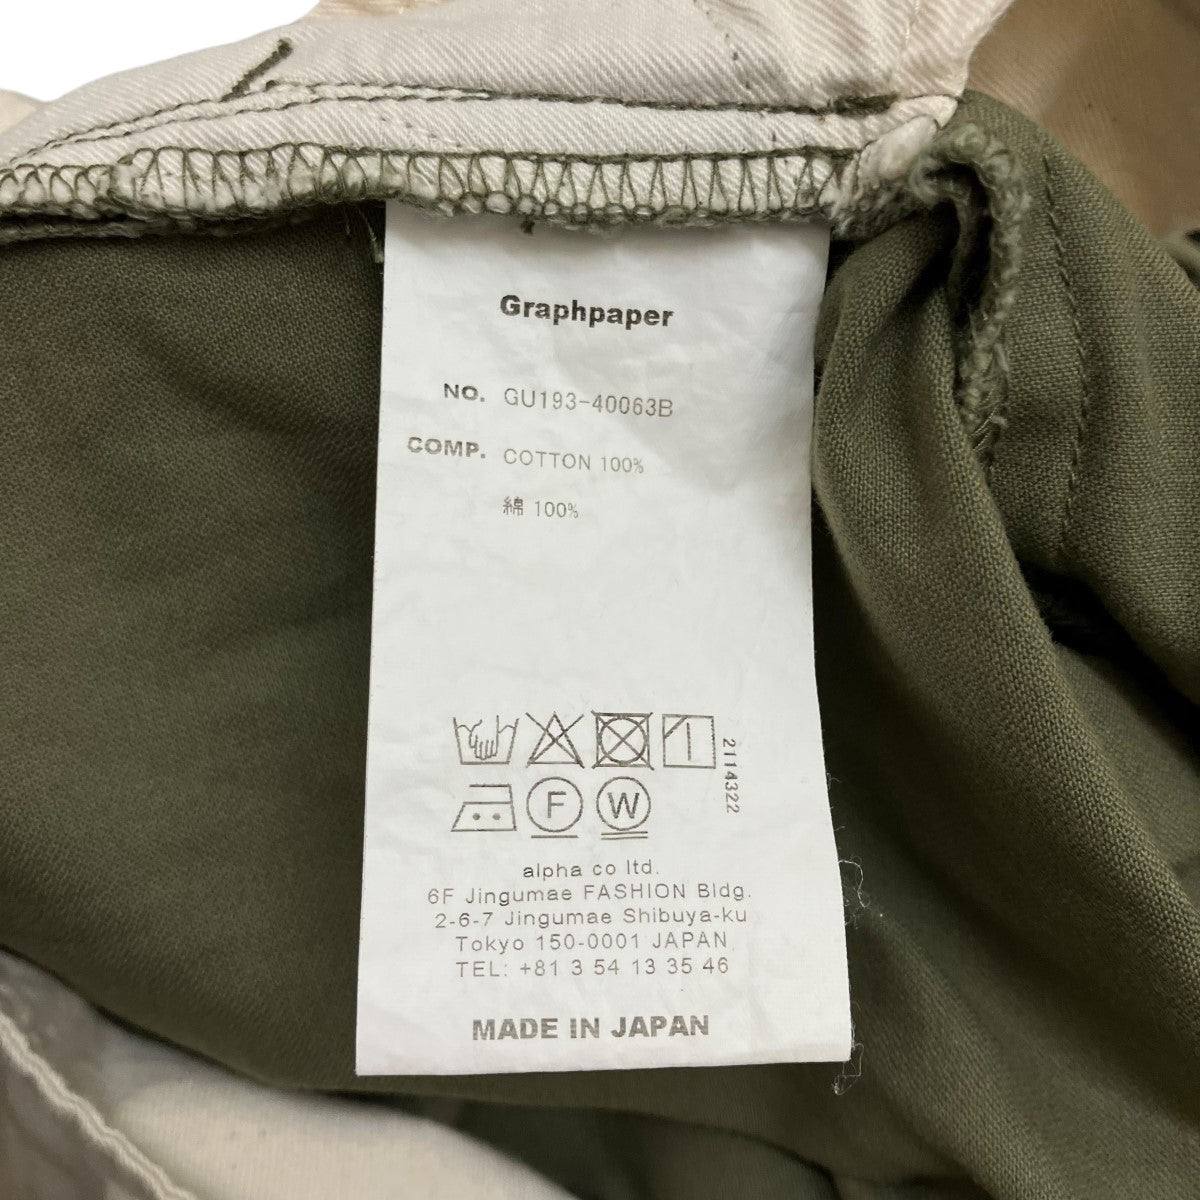 Graphpaper
NO. GU193-40063B
COMP. COTTON 100%
綿 100%
2114322
F W
alpha co ltd.
6F Jingumae FASHION Bldg.
2-6-7 Jingumae Shibuya-ku
Tokyo 150-0001 JAPAN
TEL: +81 3 54 13 35 46
MADE IN JAPAN